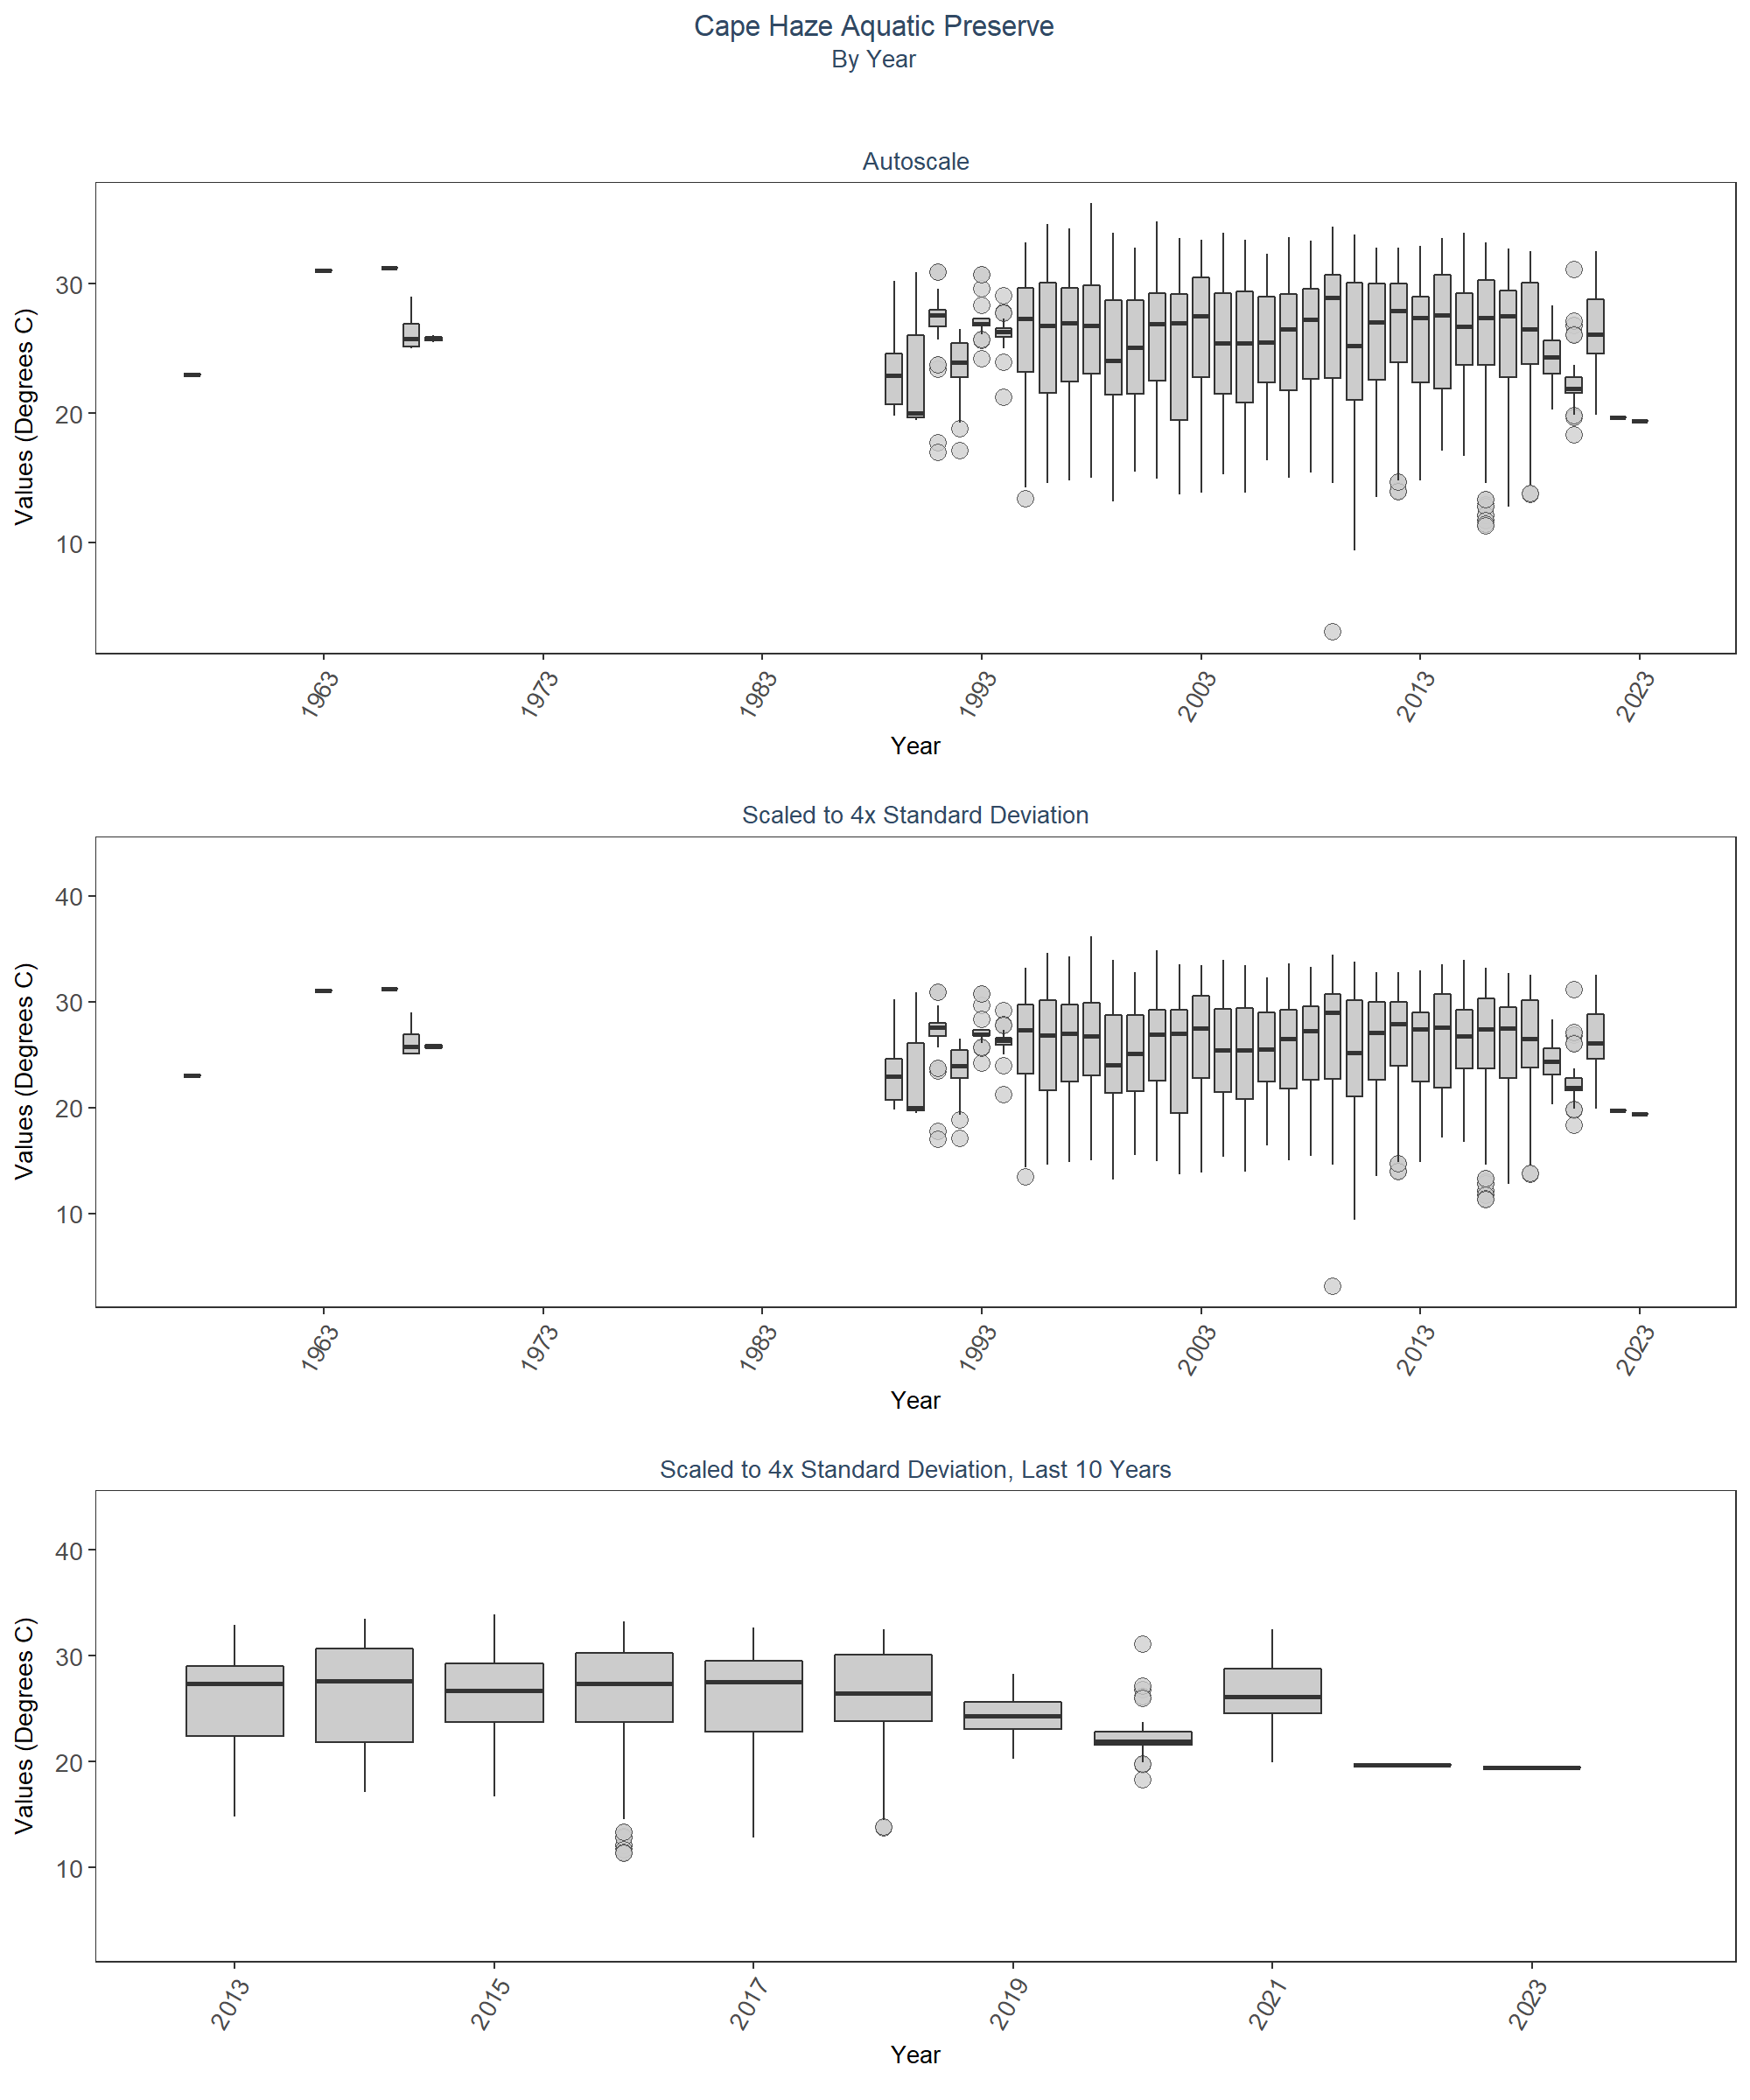 Cape Haze Aquatic Preserve
By Year
Autoscale
Values (Degrees C)
30
20
10
1963
1973
1983
1993
2003
2013
2023
Year
Scaled to 4x Standard Deviation
Values (Degrees C)
40
30
20
10
1963
1973
1983
1993
2003
2013
2023
Year
Scaled to 4x Standard Deviation, Last 10 Years
Values (Degrees C)
40
30
20
10
2013
2015
2017
2019
2021
2023
Year